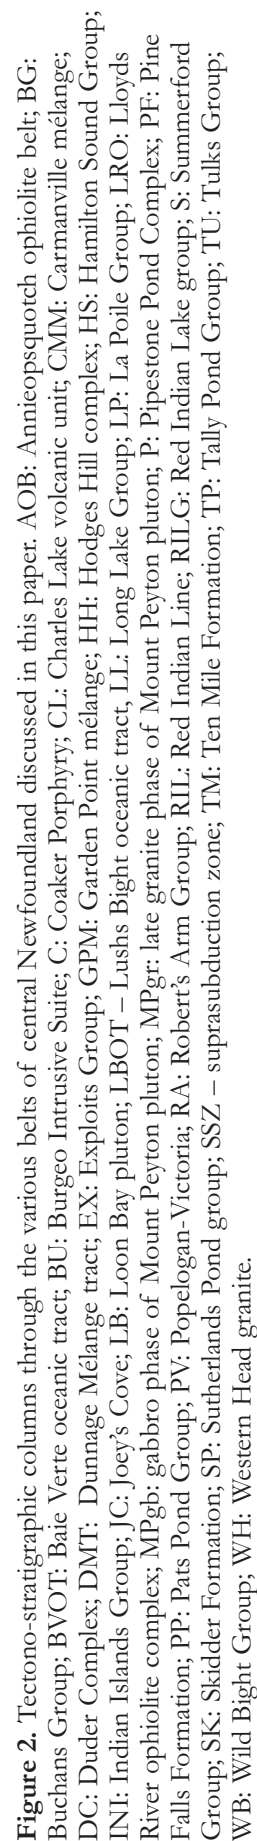 Figure 2. Tectono-stratigraphic columns through the various belts of central Newfoundland discussed in this paper. AOB: Annieopsquotch ophiolite belt; BG:
Buchans Group; BVOT: Baie Verte oceanic tract; BU: Burgeo Intrusive Suite; C: Coaker Porphyry; CL: Charles Lake volcanic unit; CMM: Carmanville mélange;
DC: Duder Complex; DMT: Dunnage Mélange tract; EX: Exploits Group; GPM: Garden Point mélange; HH: Hodges Hill complex; HS: Hamilton Sound Group;
INI: Indian Islands Group; JC: Joey's Cove; LB: Loon Bay pluton; LBOT – Lushs Bight oceanic tract, LL: Long Lake Group; LP: La Poile Group; LRO: Lloyds
River ophiolite complex; MPgb: gabbro phase of Mount Peyton pluton; MPgr: late granite phase of Mount Peyton pluton; P: Pipestone Pond Complex; PF: Pine
Falls Formation; PP: Pats Pond Group; PV: Popelogan-Victoria; RA: Robert's Arm Group; RIL: Red Indian Line; RILG: Red Indian Lake group; S: Summerford
Group; SK: Skidder Formation; SP: Sutherlands Pond group; SSZ – suprasubduction zone; TM: Ten Mile Formation; TP: Tally Pond Group; TU: Tulks Group;
WB: Wild Bight Group; WH: Western Head granite.